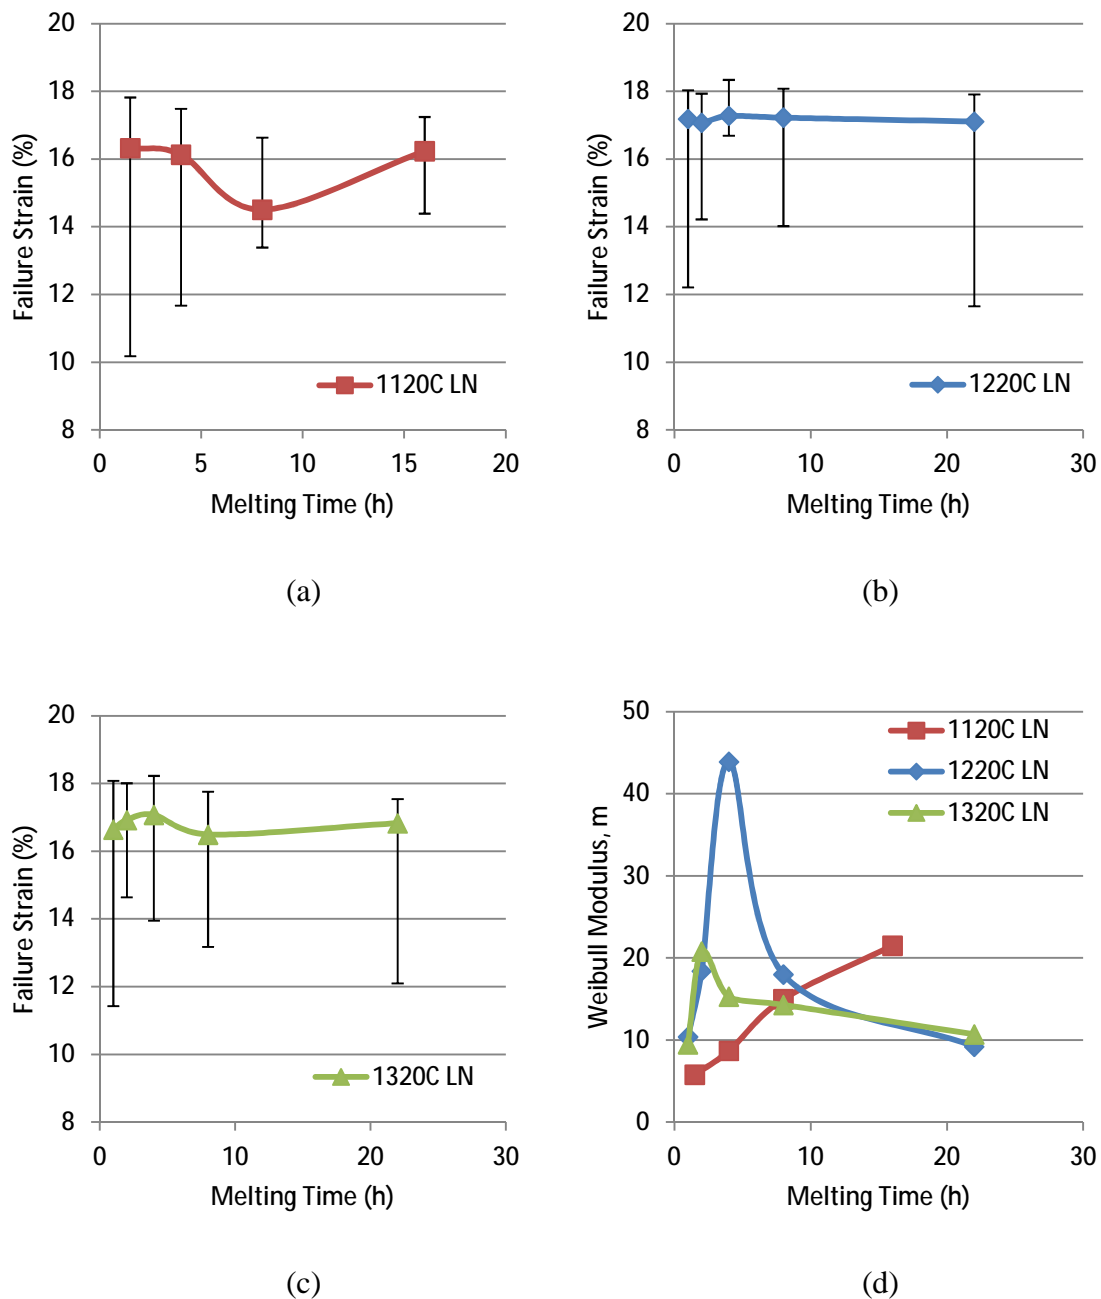 20
18
16
14
12
10
8
Failure Strain (%)
1120C LN
0 5 10 15 20
Melting Time (h)
(a)
20
18
16
14
12
10
8
Failure Strain (%)
1220C LN
0 10 20 30
Melting Time (h)
(b)
20
18
16
14
12
10
8
Failure Strain (%)
1320C LN
0 10 20 30
Melting Time (h)
(c)
50
40
30
20
10
0
Weibull Modulus, m
1120C LN
1220C LN
1320C LN
0 10 20 30
Melting Time (h)
(d)